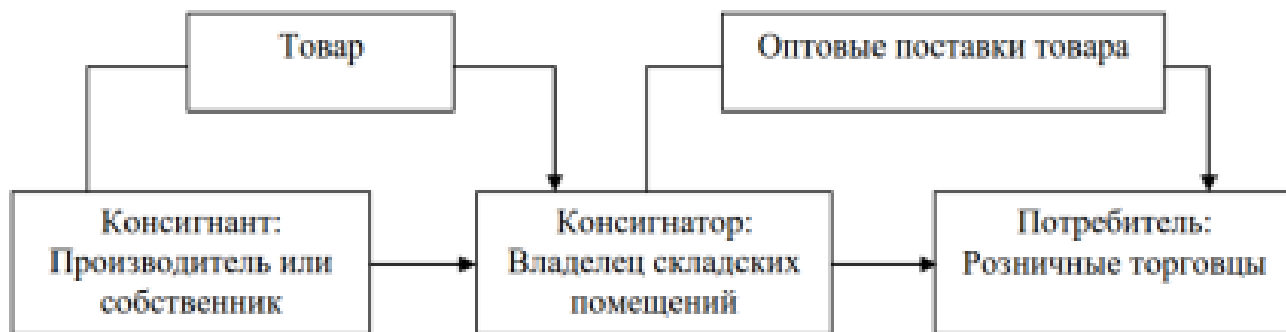 Товар
Оптовые поставки товара
Консигнант:
Производитель или
собственник
Консигнатор:
Владелец складских
помещений
Потребитель:
Розничные торговцы